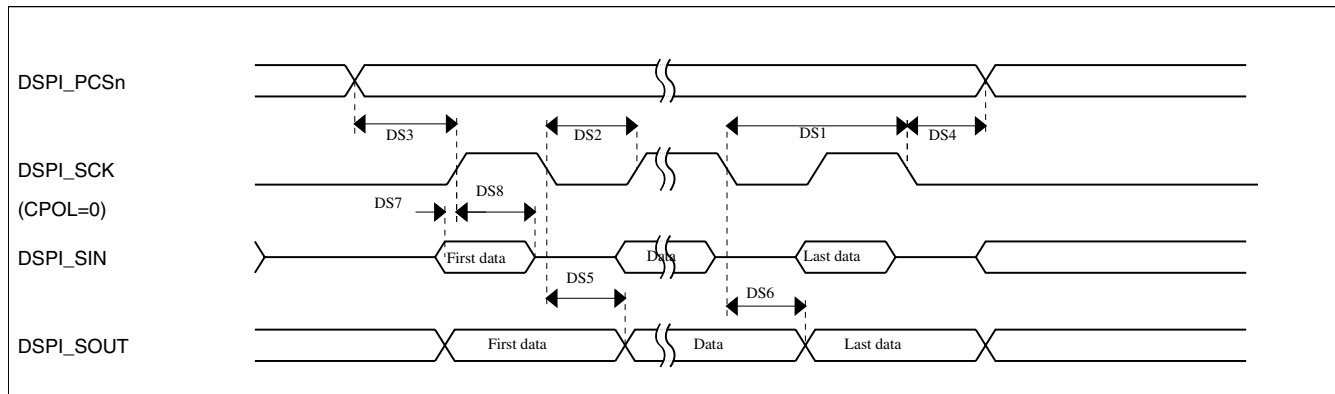 DSPI_PCSn
DS3
DS2
DS1
DS4
DSPI_SCK
(CPOL=0)
DS7
DS8
DSPI_SIN
First data
Data
Last data
DS5
DS6
DSPI_SOUT
First data
Data
Last data